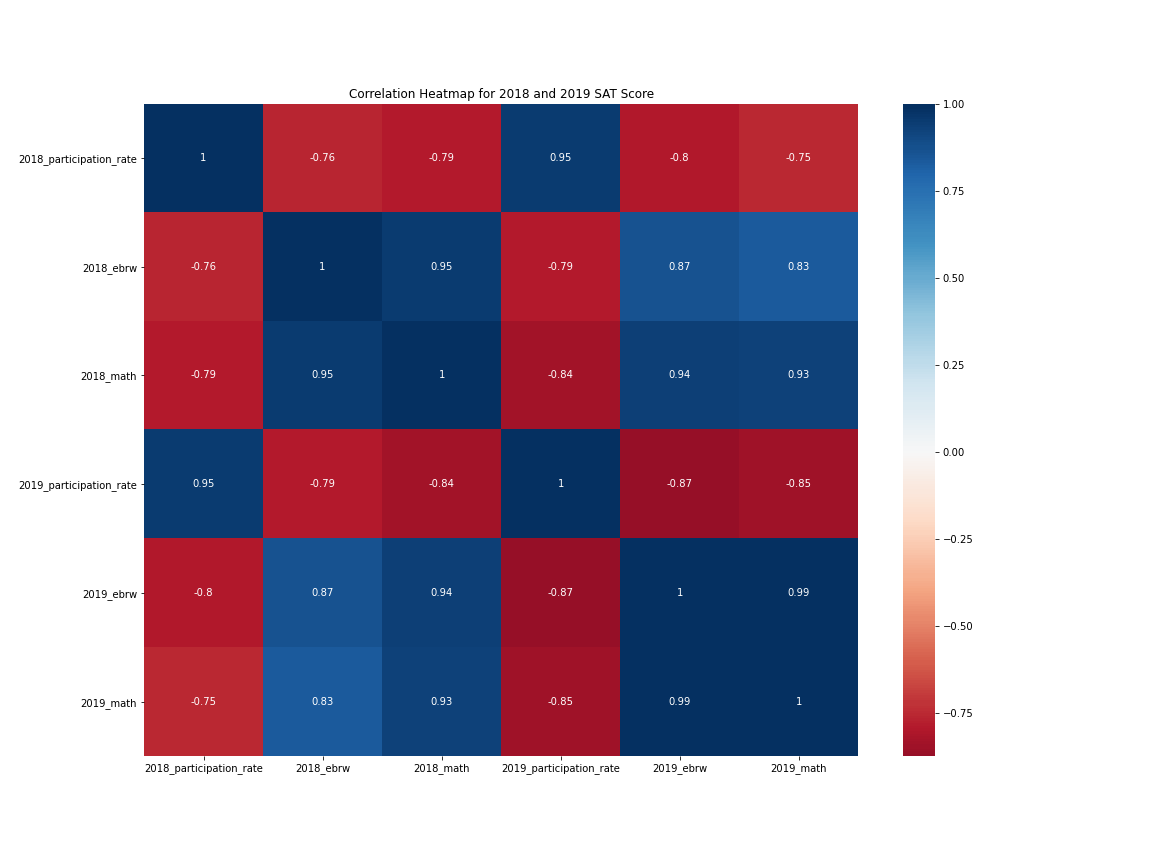 Correlation Heatmap for 2018 and 2019 SAT Score
2018_participation_rate 1 -0.76 -0.79 0.95 -0.8 -0.75
2018_ebrw -0.76 1 0.95 -0.79 0.87 0.83
2018_math -0.79 0.95 1 -0.84 0.94 0.93
2019_participation_rate 0.95 -0.79 -0.84 1 -0.87 -0.85
2019_ebrw -0.8 0.87 0.94 -0.87 1 0.99
2019_math -0.75 0.83 0.93 -0.85 0.99 1
2018_participation_rate 2018_ebrw 2018_math 2019_participation_rate 2019_ebrw 2019_math
1.00
0.75
0.50
0.25
0.00
−0.25
−0.50
−0.75